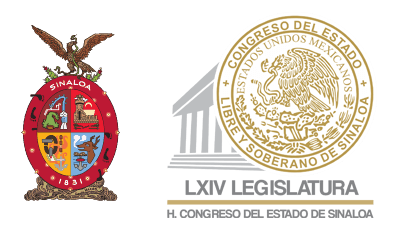 SINALOA
1831
CONGRESO DEL ESTADO
ESTADOS UNIDOS MEXICANOS
LIBRE Y SOBERANO DE SINALOA
LXIV LEGISLATURA
H. CONGRESO DEL ESTADO DE SINALOA